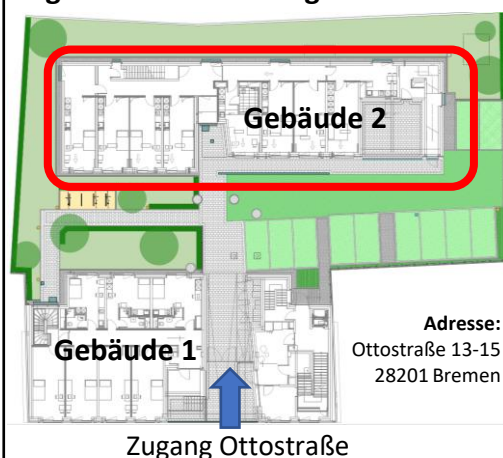 Gebäude 2
Gebäude 1
Adresse:
Ottostraße 13-15
28201 Bremen
Zugang Ottostraße